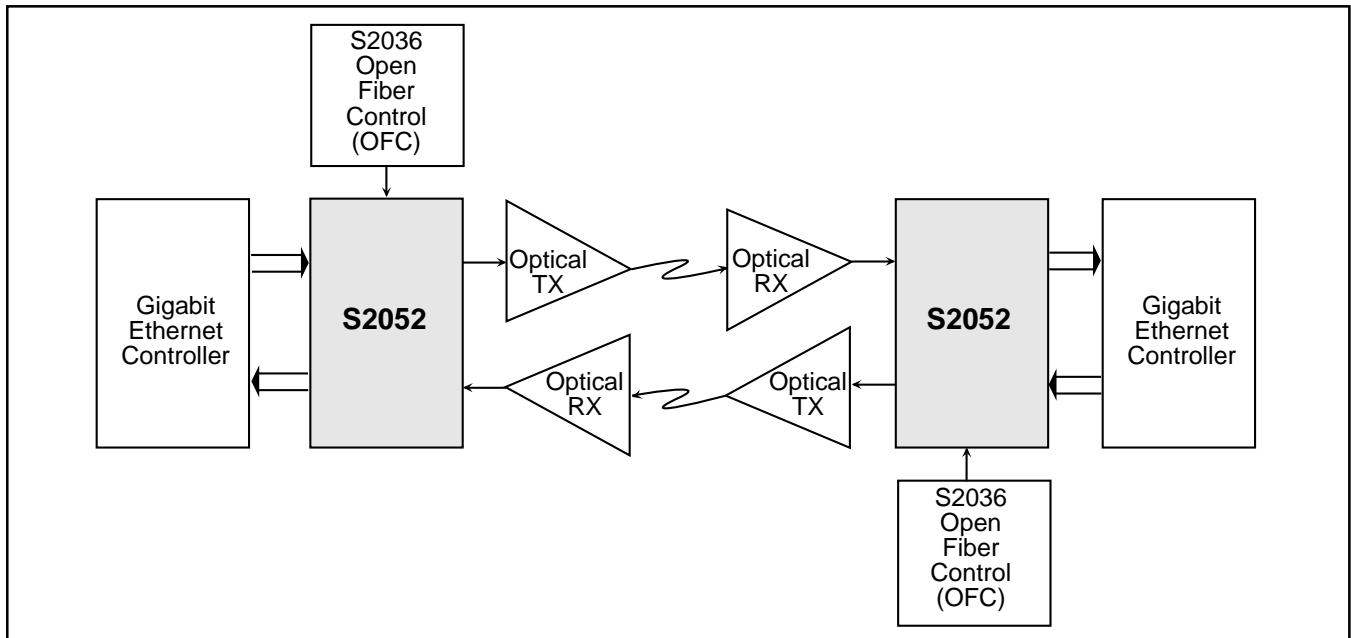 S2036
Open
Fiber
Control
(OFC)
Gigabit
Ethernet
Controller
S2052
Optical
TX
Optical
RX
S2052
Gigabit
Ethernet
Controller
Optical
RX
Optical
TX
S2036
Open
Fiber
Control
(OFC)